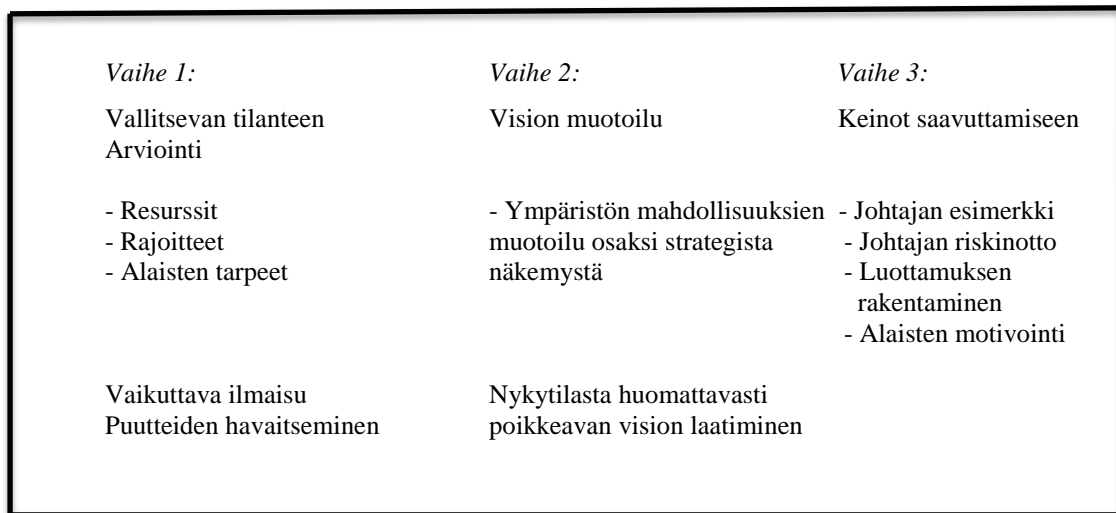 Vaihe 1:
Vallitsevan tilanteen
Arviointi
- Resurssit
- Rajoitteet
- Alaisten tarpeet
Vaikuttava ilmaisu
Puutteiden havaitseminen
Vaihe 2:
Vision muotoilu
- Ympäristön mahdollisuuksien
muotoilu osaksi strategista
näkemystä
Nykytilasta huomattavasti
poikkeavan vision laatiminen
Vaihe 3:
Keinot saavuttamiseen
- Johtajan esimerkki
- Johtajan riskinotto
- Luottamuksen
rakentaminen
- Alaisten motivointi